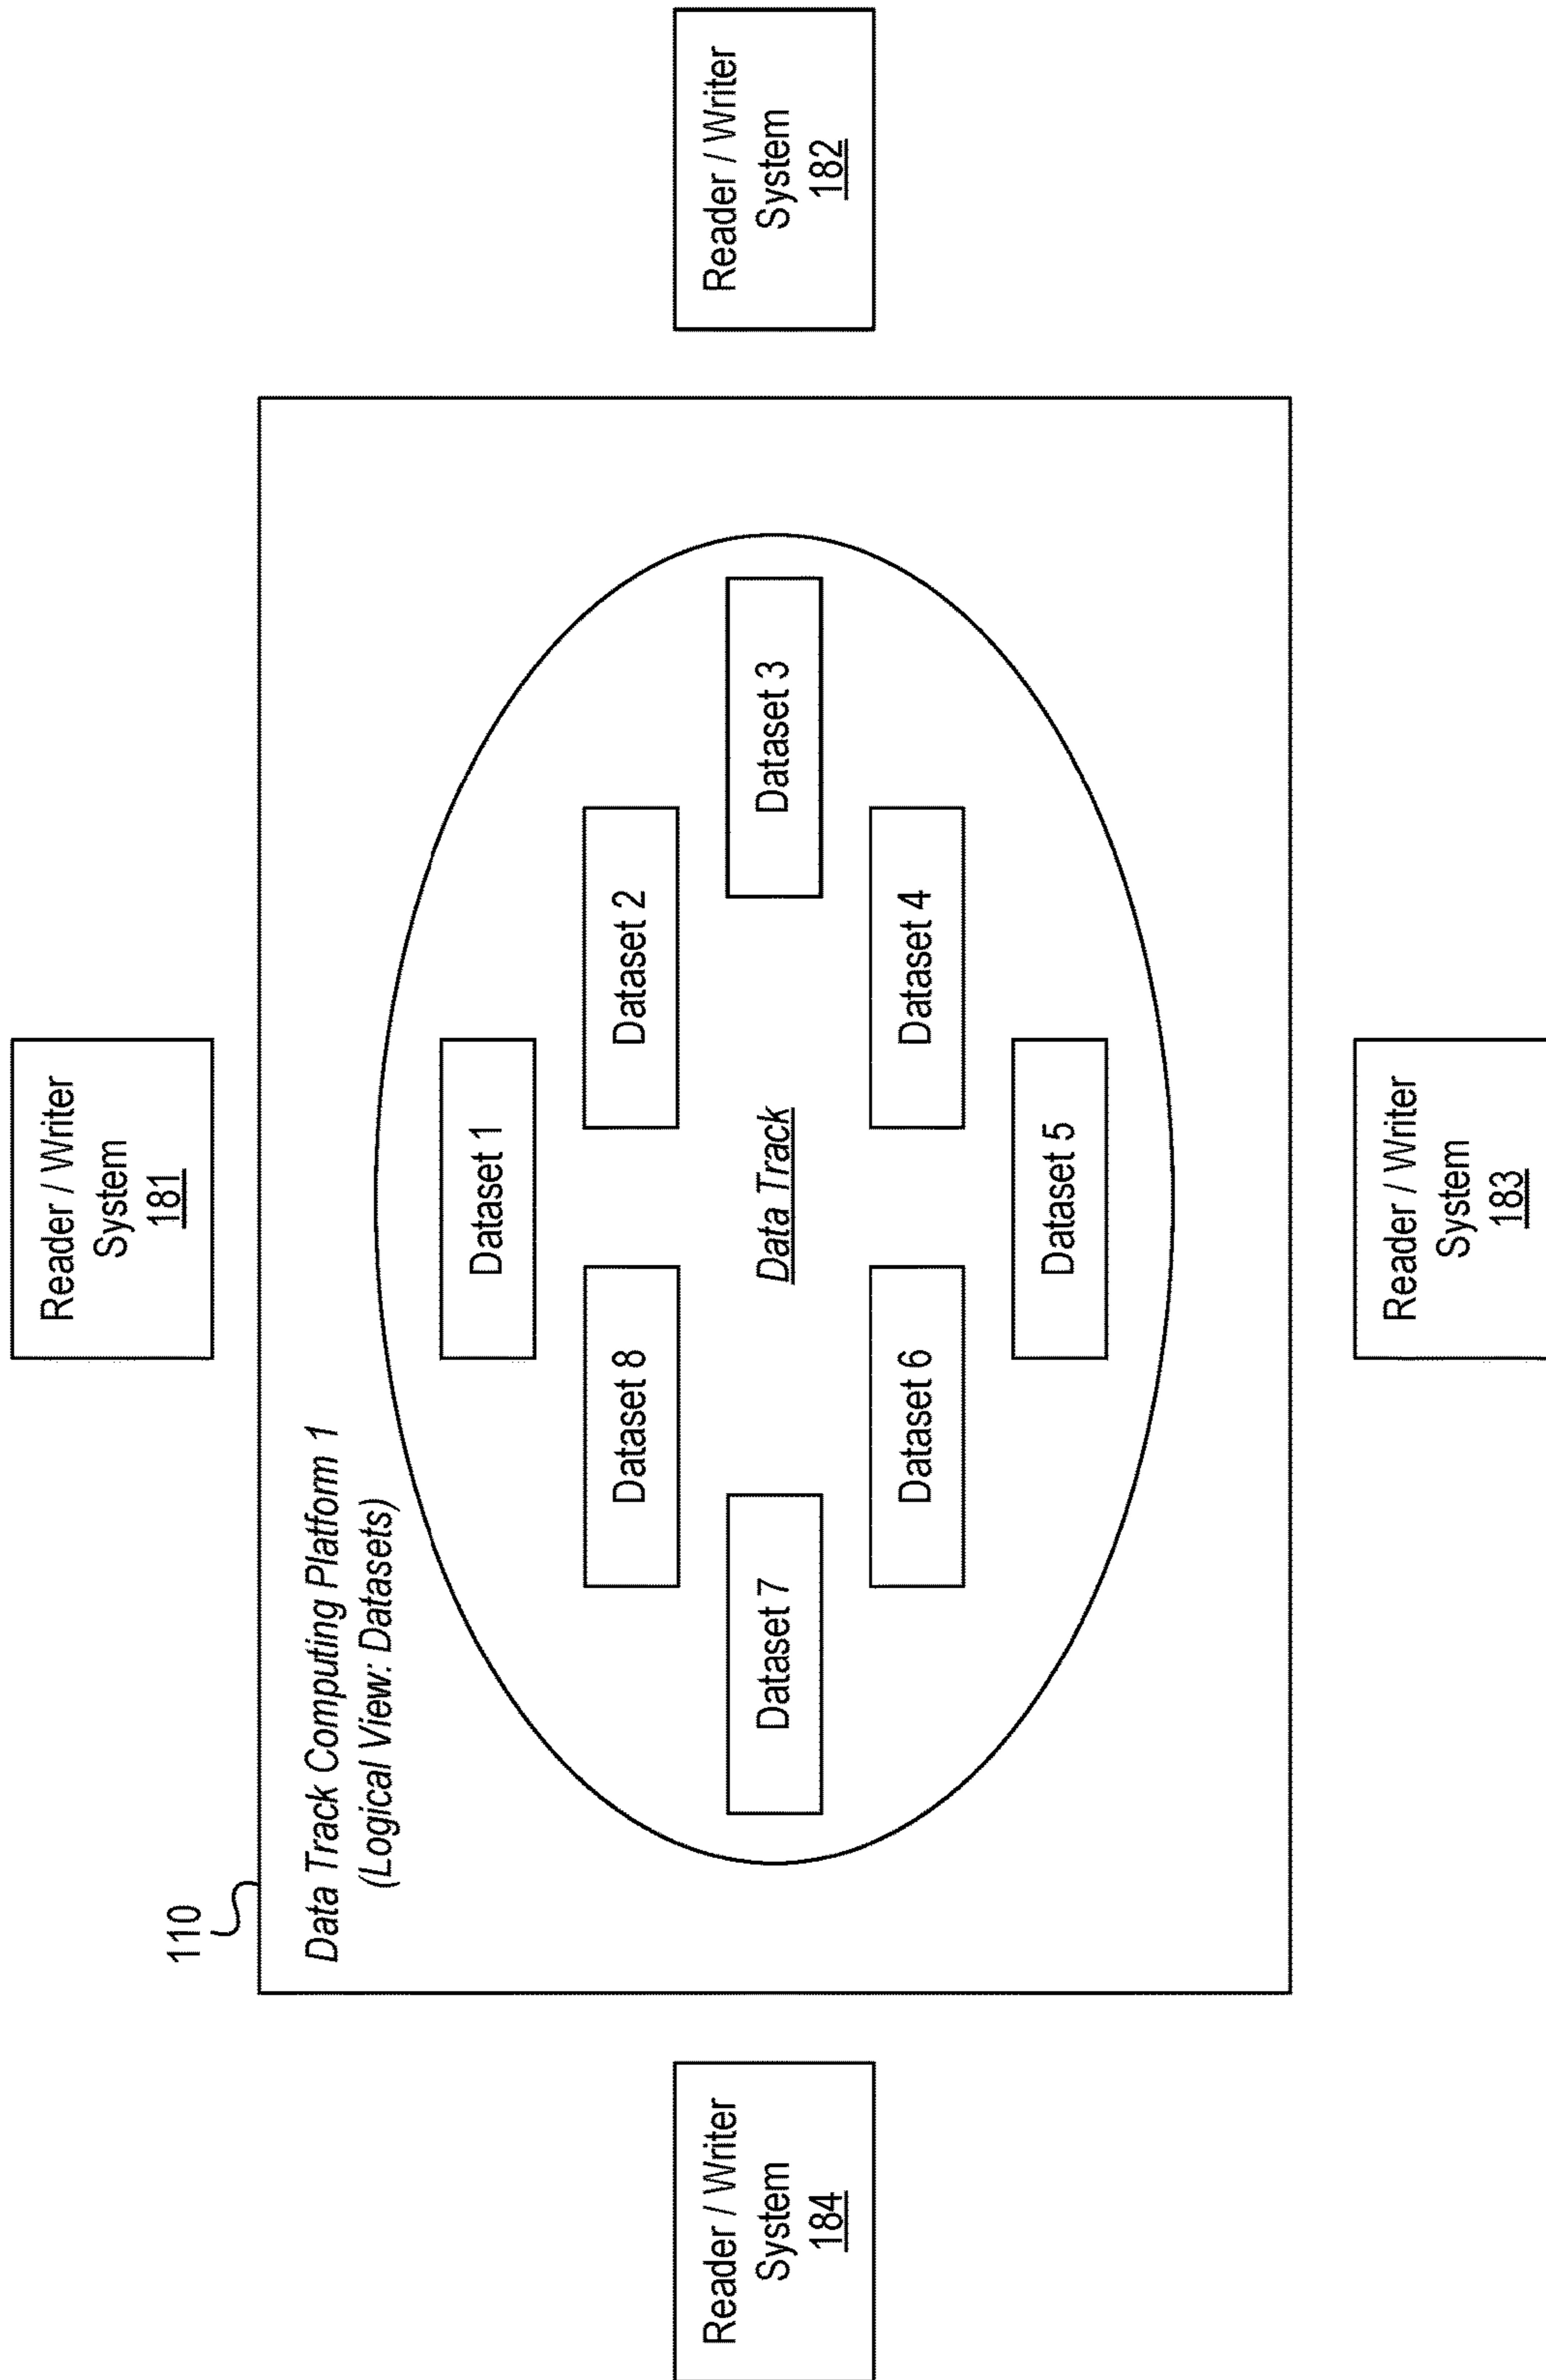 Reader / Writer
System
181
110
Data Track Computing Platform 1
(Logical View: Datasets)
Dataset 1
Dataset 8
Dataset 2
Reader / Writer
System
184
Dataset 7
Data Track
Dataset 3
Reader / Writer
System
182
Dataset 6
Dataset 4
Dataset 5
Reader / Writer
System
183